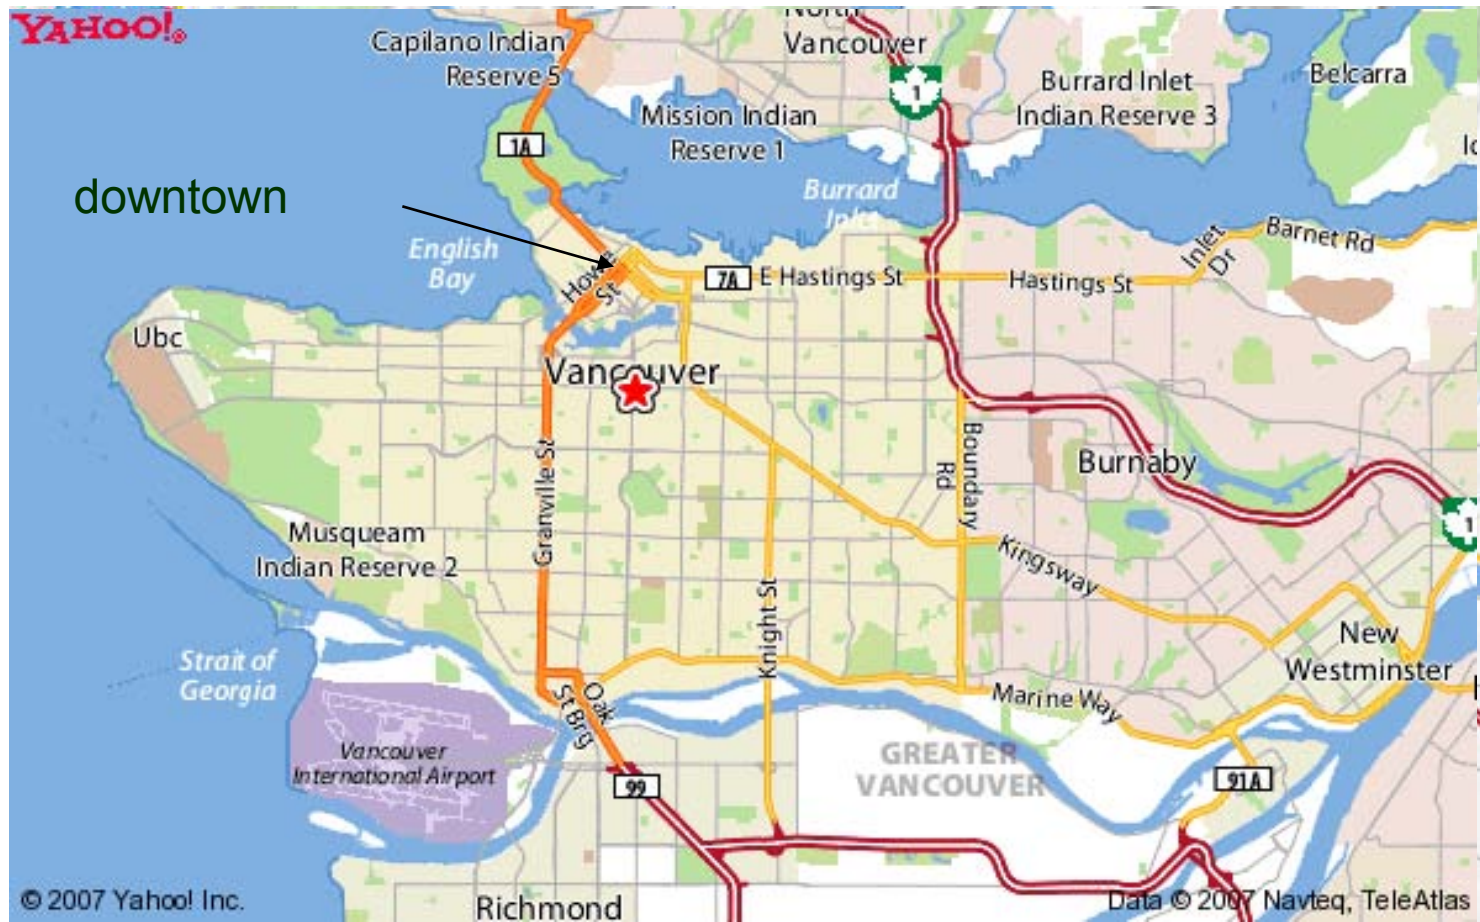 YAHOO!®
Capilano Indian
Reserve 5
North
Vancouver
1
Burrard Inlet
Indian Reserve 3
Belcarra
Mission Indian
Reserve 1
1A
downtown
Burrard
Inlet
English
Bay
Howe
St
7A
E Hastings St
Hastings St
Inlet
Dr
Barnet Rd
Ubc
Vancouver
Granville St
Boundary
Rd
Burnaby
1
Musqueam
Indian Reserve 2
Kingsway
Knight St
New
Westminster
Strait of
Georgia
Oak
St Brg
Marine Way
Vancouver
International Airport
GREATER
VANCOUVER
99
91A
Richmond
© 2007 Yahoo! Inc.
Data © 2007 Navteq, TeleAtlas